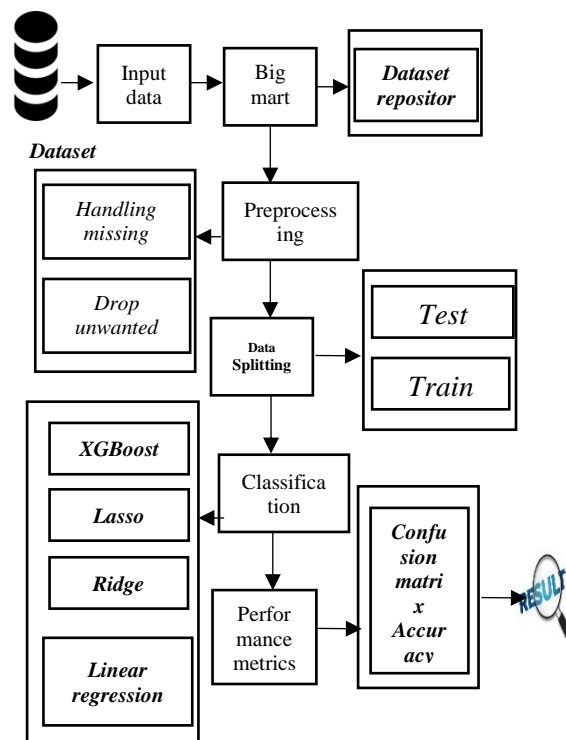 Input
data
Big
mart
Dataset
repositor
Dataset
Handling
missing
Drop
unwanted
Preprocess
ing
Data
Splitting
Test
Train
XGBoost
Lasso
Ridge
Linear
regression
Classifica
tion
Perfor
mance
metrics
Confu
sion
matri
x
Accur
acy
RESULT